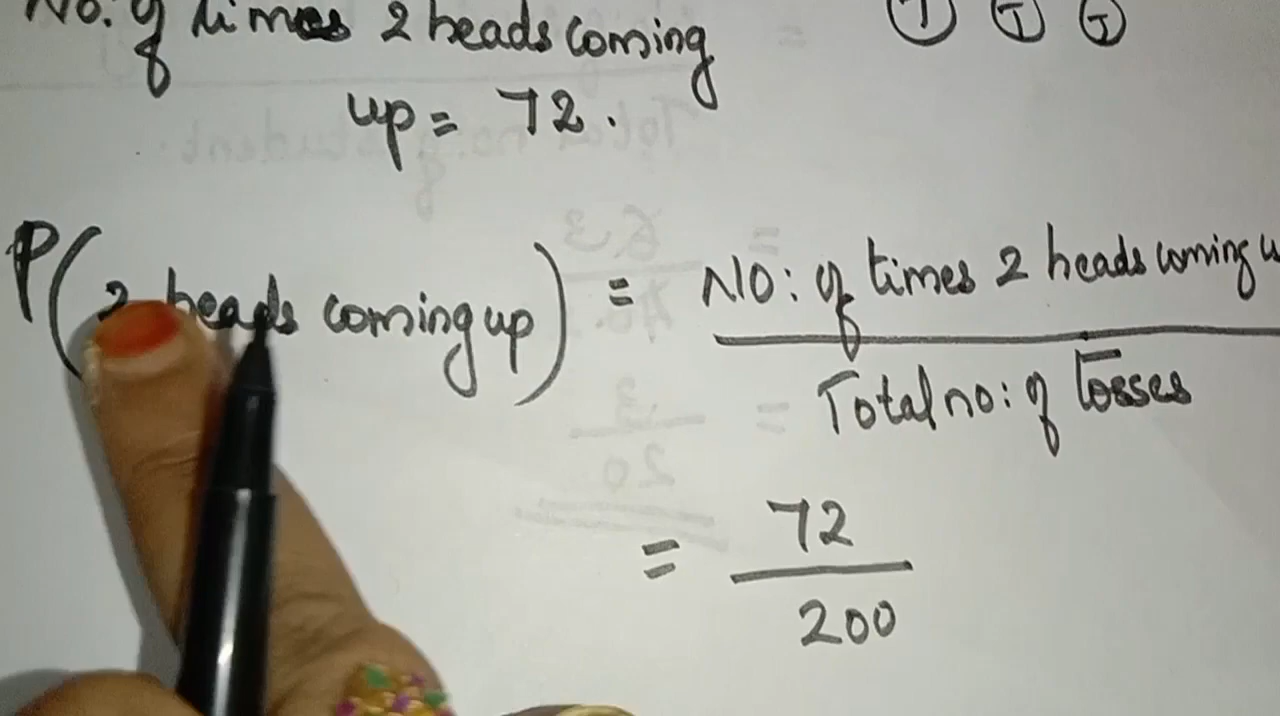 No. of times 2 heads coming
up = 72.
T T T
P(2 heads coming up) = No: of times 2 heads coming u
Total no: of Tosses
= 72
200